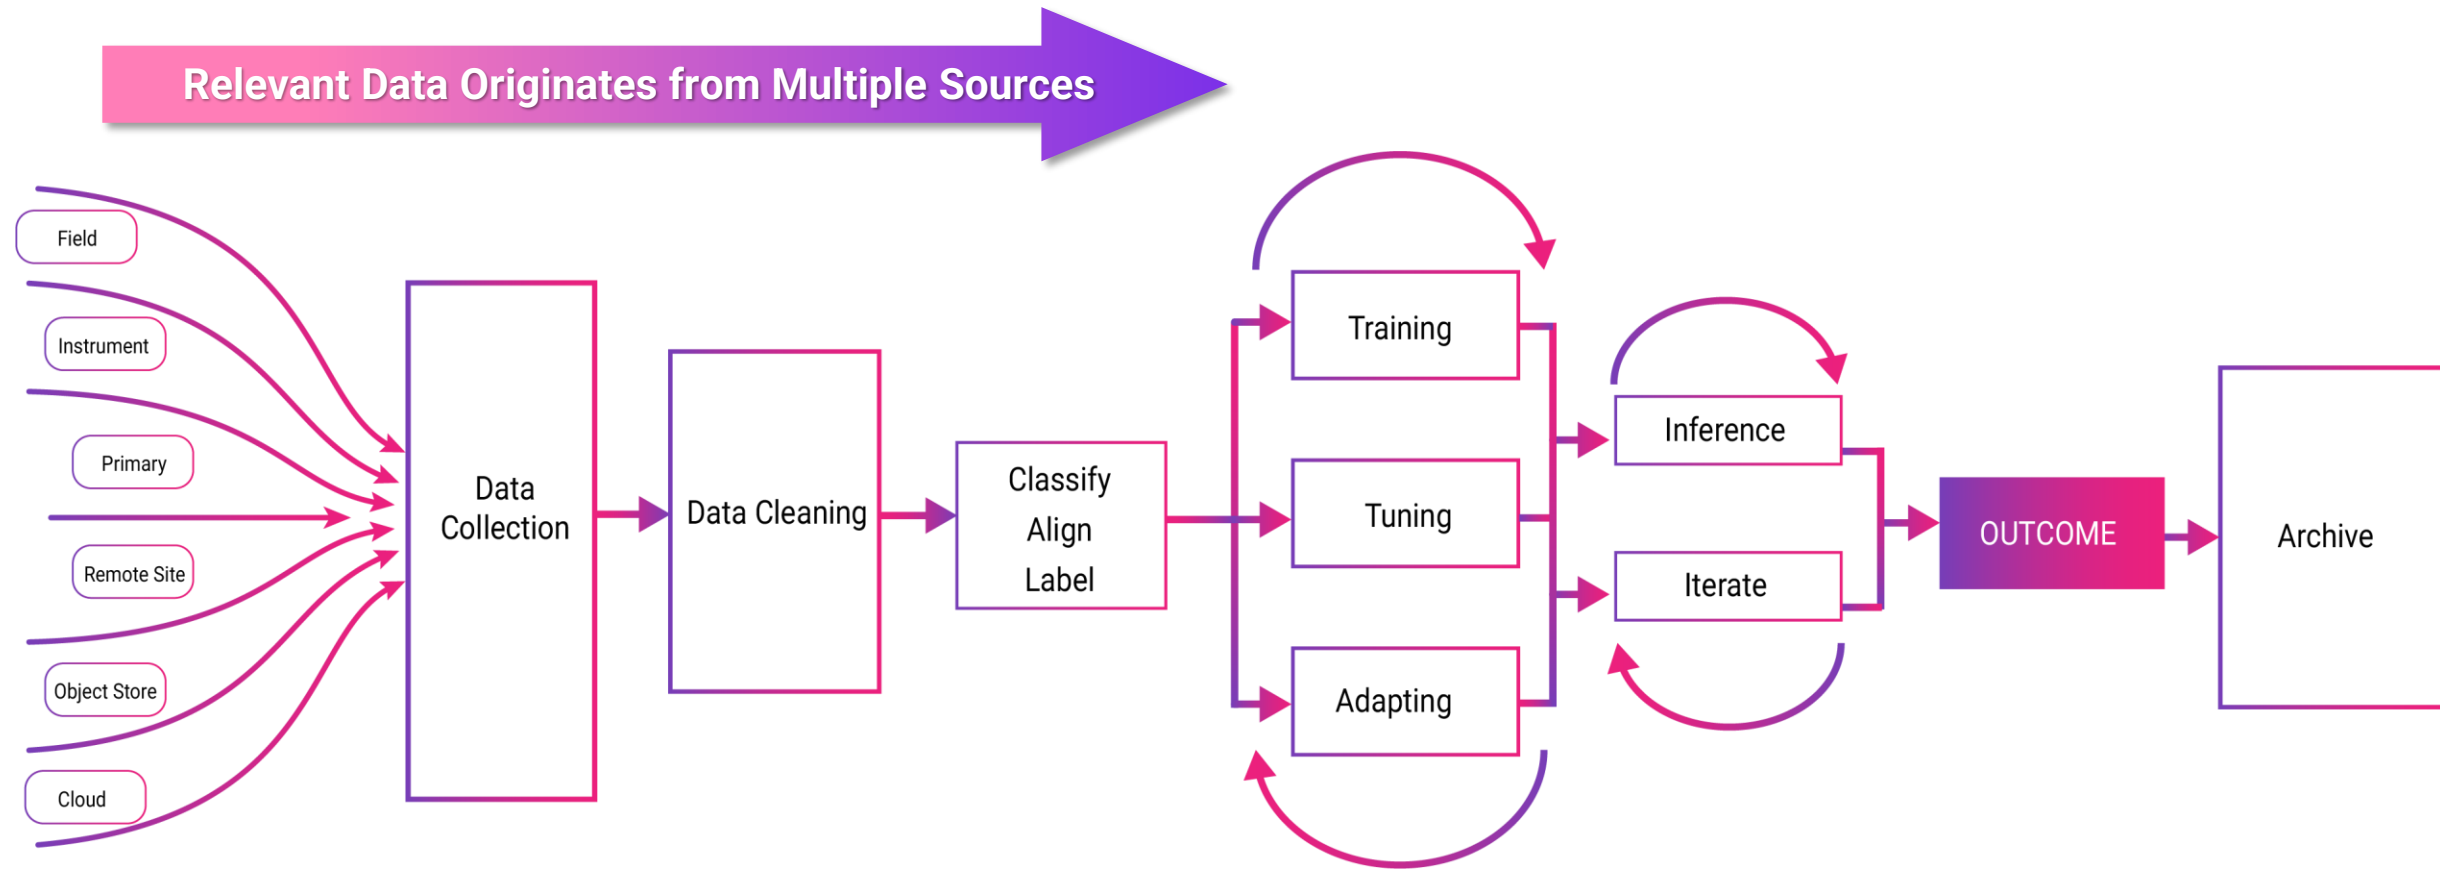 Relevant Data Originates from Multiple Sources
Field
Instrument
Primary
Remote Site
Object Store
Cloud
Data
Collection
Data Cleaning
Classify
Align
Label
Training
Tuning
Adapting
Inference
Iterate
OUTCOME
Archive